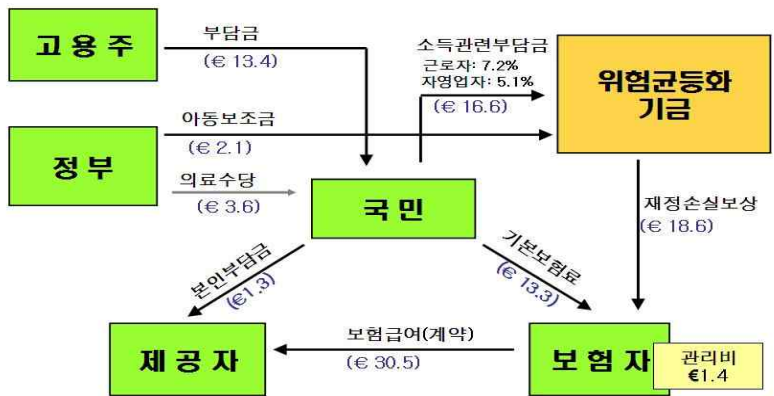 고용주
부담금
(€ 13.4)
소득관련부담금
근로자: 7.2%
자영업자: 5.1%
(€ 16.6)
위험균등화
기금
정부
아동보조금
(€ 2.1)
의료수당
(€ 3.6)
국민
재정손실보상
(€ 18.6)
본인부담금
(€1.3)
기본보험료
(€ 13.3)
제공자
보험급여(계약)
(€ 30.5)
보험자
관리비
€1.4